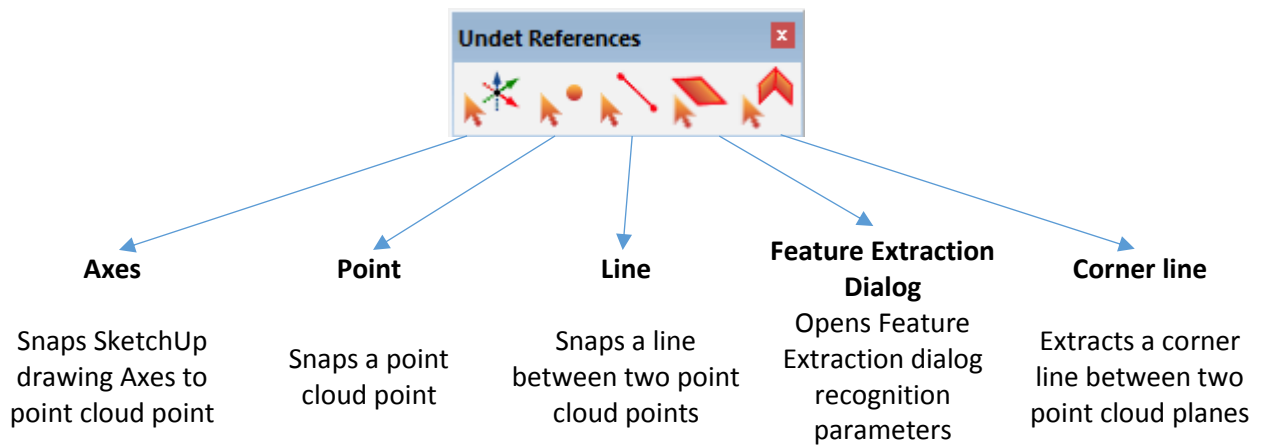 Undet References
x
Axes
Snaps SketchUp
drawing Axes to
point cloud point
Point
Snaps a point
cloud point
Line
Snaps a line
between two point
cloud points
Feature Extraction
Dialog
Opens Feature
Extraction dialog
recognition
parameters
Corner line
Extracts a corner
line between two
point cloud planes